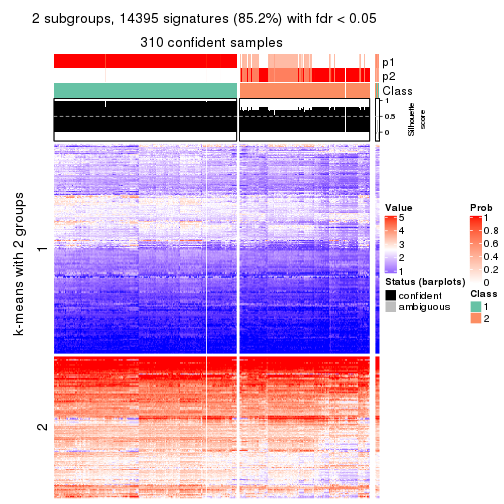 2 subgroups, 14395 signatures (85.2%) with fdr < 0.05
310 confident samples
p1
p2
Class
1
0.5
0
Silhouette
score
k-means with 2 groups
1
2
Value
5
4
3
2
1
Status (barplots)
confident
ambiguous
Prob
1
0.8
0.6
0.4
0.2
0
Class
1
2